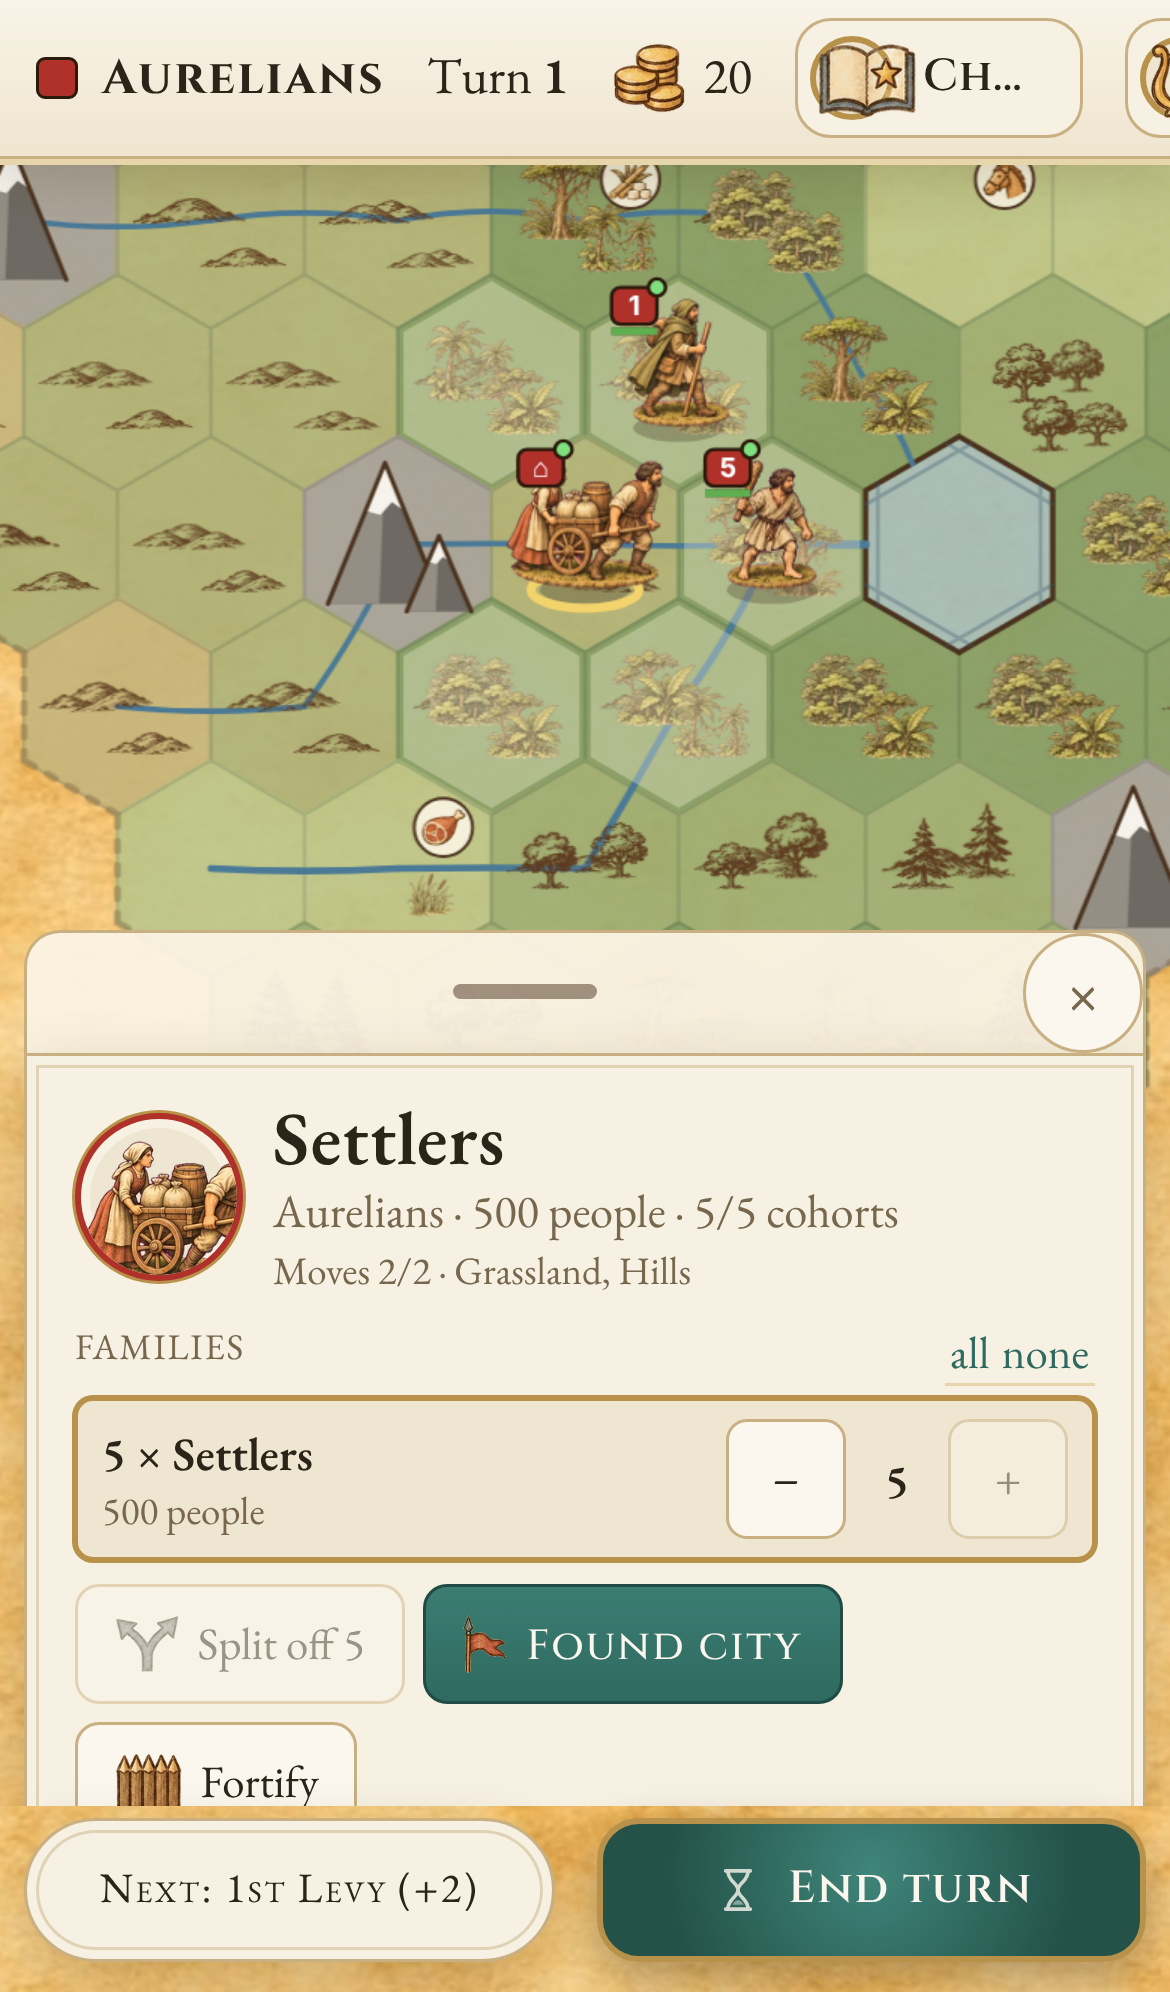 AURELIANS Turn 1 20 CH...
1
5
×
Settlers
Aurelians · 500 people · 5/5 cohorts
Moves 2/2 · Grassland, Hills
FAMILIES all none
5 × Settlers
500 people
− 5 +
Split off 5 FOUND CITY
Fortify
NEXT: 1ST LEVY (+2) END TURN